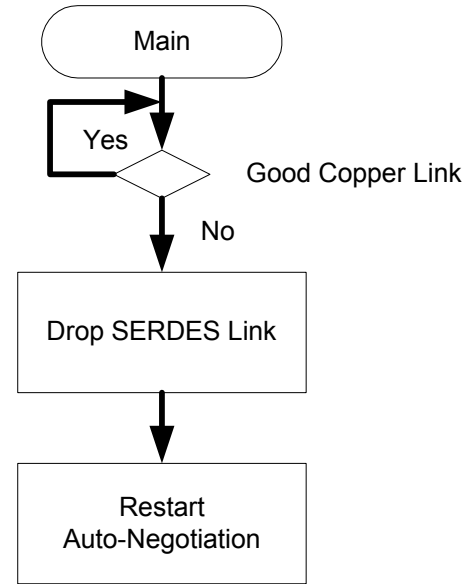 Main
Yes
Good Copper Link
No
Drop SERDES Link
Restart
Auto-Negotiation